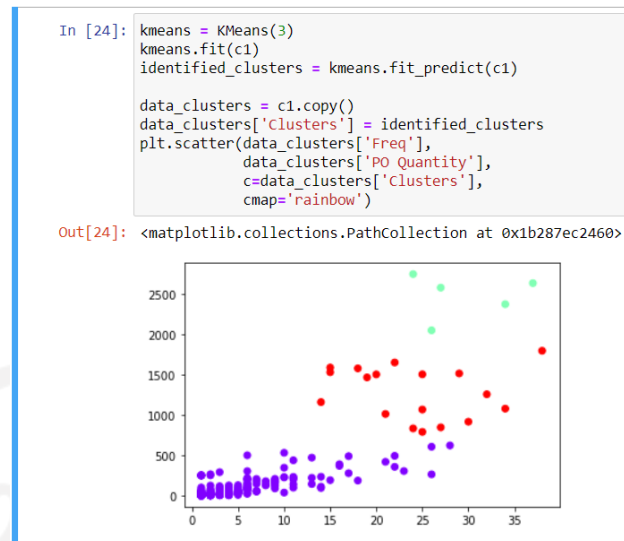 In [24]: kmeans = KMeans(3)
kmeans.fit(c1)
identified_clusters = kmeans.fit_predict(c1)
data_clusters = c1.copy()
data_clusters['Clusters'] = identified_clusters
plt.scatter(data_clusters['Freq'],
data_clusters['PO Quantity'],
c=data_clusters['Clusters'],
cmap='rainbow')
Out[24]: <matplotlib.collections.PathCollection at 0x1b287ec2460>
2500
2000
1500
1000
500
0
0 5 10 15 20 25 30 35